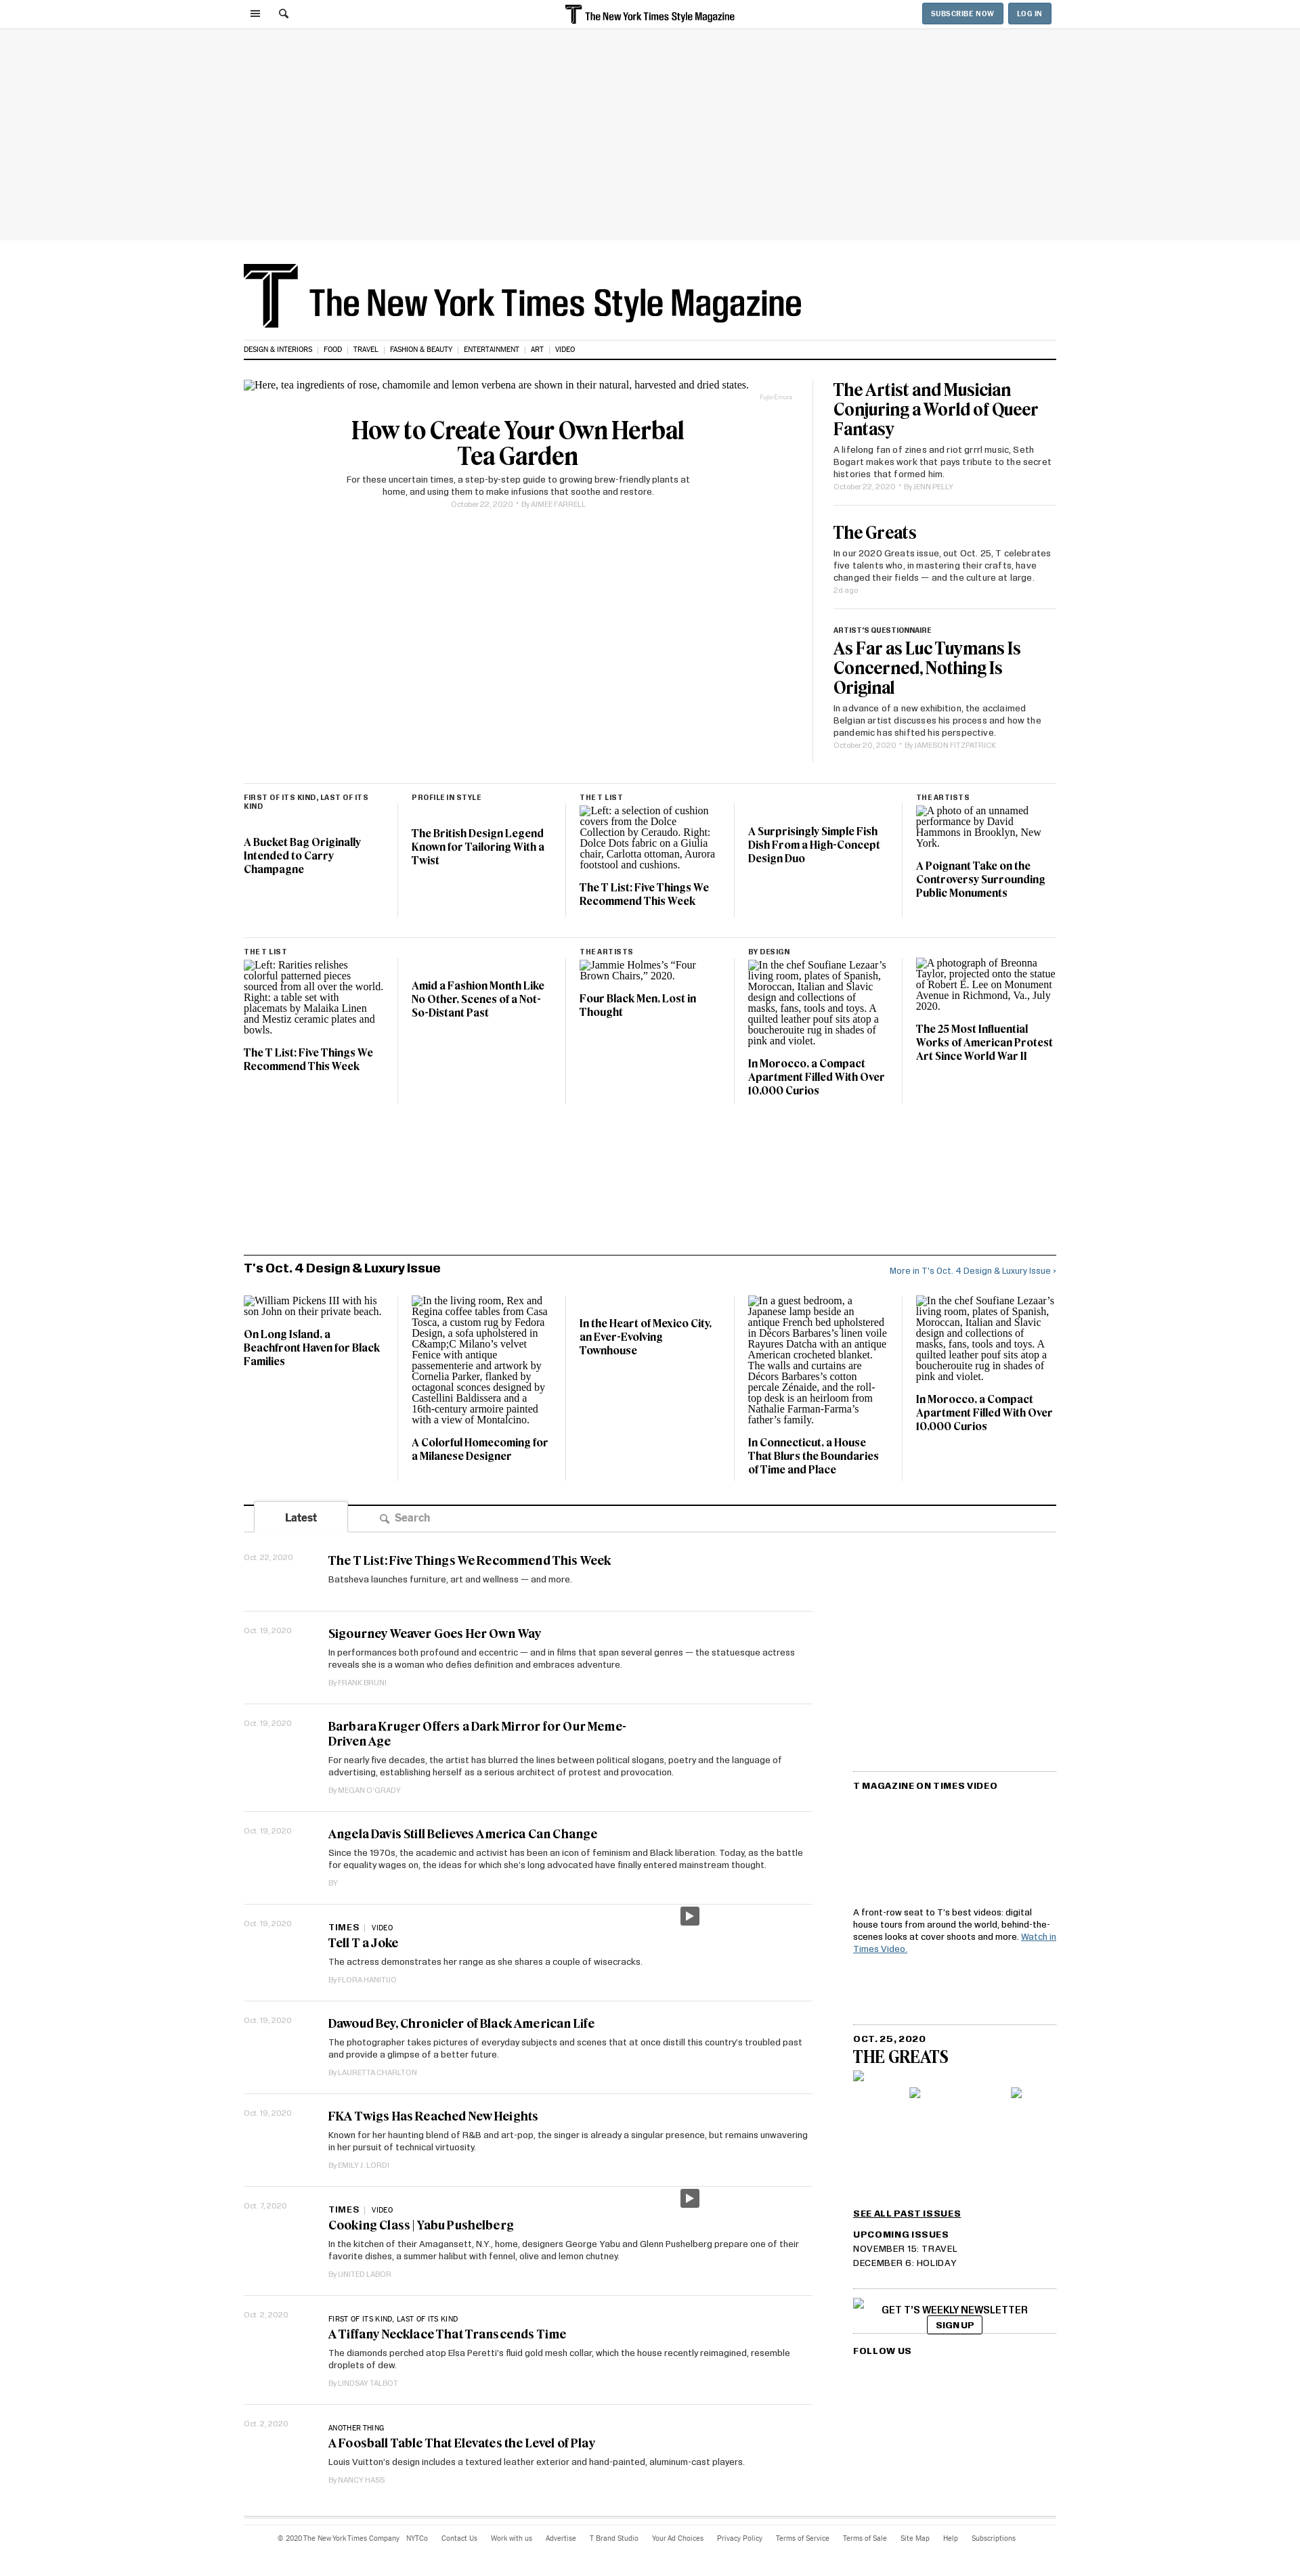 The New York Times Style Magazine
SUBSCRIBE NOW
LOG IN
The New York Times Style Magazine
DESIGN & INTERIORS
FOOD
TRAVEL
FASHION & BEAUTY
ENTERTAINMENT
ART
VIDEO
Here, tea ingredients of rose, chamomile and lemon verbena are shown in their natural, harvested and dried states.
Fujio Emura
How to Create Your Own Herbal
Tea Garden
For these uncertain times, a step-by-step guide to growing brew-friendly plants at
home, and using them to make infusions that soothe and restore.
October 22, 2020 • By AIMEE FARRELL
The Artist and Musician
Conjuring a World of Queer
Fantasy
A lifelong fan of zines and riot grrrl music, Seth
Bogart makes work that pays tribute to the secret
histories that formed him.
October 22, 2020 • By JENN PELLY
The Greats
In our 2020 Greats issue, out Oct. 25, T celebrates
five talents who, in mastering their crafts, have
changed their fields — and the culture at large.
2d ago
ARTIST'S QUESTIONNAIRE
As Far as Luc Tuymans Is
Concerned, Nothing Is
Original
In advance of a new exhibition, the acclaimed
Belgian artist discusses his process and how the
pandemic has shifted his perspective.
October 20, 2020 • By JAMESON FITZPATRICK
FIRST OF ITS KIND, LAST OF ITS
KIND
A Bucket Bag Originally
Intended to Carry
Champagne
PROFILE IN STYLE
The British Design Legend
Known for Tailoring With a
Twist
THE T LIST
Left: a selection of cushion
covers from the Dolce
Collection by Ceraudo. Right:
Dolce Dots fabric on a Giulia
chair, Carlotta ottoman, Aurora
footstool and cushions.
The T List: Five Things We
Recommend This Week
A Surprisingly Simple Fish
Dish From a High-Concept
Design Duo
THE ARTISTS
A photo of an unnamed
performance by David
Hammons in Brooklyn, New
York.
A Poignant Take on the
Controversy Surrounding
Public Monuments
THE T LIST
Left: Rarities relishes
colorful patterned pieces
sourced from all over the world.
Right: a table set with
placemats by Malaika Linen
and Mestiz ceramic plates and
bowls.
The T List: Five Things We
Recommend This Week
Amid a Fashion Month Like
No Other, Scenes of a Not-
So-Distant Past
THE ARTISTS
Jammie Holmes's “Four
Brown Chairs,” 2020.
Four Black Men, Lost in
Thought
BY DESIGN
In the chef Soufiane Lezaar's
living room, plates of Spanish,
Moroccan, Italian and Slavic
design and collections of
masks, fans, tools and toys. A
quilted leather pouf sits atop a
boucherouite rug in shades of
pink and violet.
In Morocco, a Compact
Apartment Filled With Over
10,000 Curios
A photograph of Breonna
Taylor, projected onto the statue
of Robert E. Lee on Monument
Avenue in Richmond, Va., July
2020.
The 25 Most Influential
Works of American Protest
Art Since World War II
T's Oct. 4 Design & Luxury Issue
More in T's Oct. 4 Design & Luxury Issue ›
William Pickens III with his
son John on their private beach.
On Long Island, a
Beachfront Haven for Black
Families
In the living room, Rex and
Regina coffee tables from Casa
Tosca, a custom rug by Fedora
Design, a sofa upholstered in
C&amp;C Milano's velvet
Fenice with antique
passementerie and artwork by
Cornelia Parker, flanked by
octagonal sconces designed by
Castellini Baldissera and a
16th-century armoire painted
with a view of Montalcino.
A Colorful Homecoming for
a Milanese Designer
In the Heart of Mexico City,
an Ever-Evolving
Townhouse
In a guest bedroom, a
Japanese lamp beside an
antique French bed upholstered
in Décors Barbares's linen voile
Rayures Datcha with an antique
American crocheted blanket.
The walls and curtains are
Décors Barbares's cotton
percale Zénaide, and the roll-
top desk is an heirloom from
Nathalie Farman-Farma's
father's family.
In Connecticut, a House
That Blurs the Boundaries
of Time and Place
In the chef Soufiane Lezaar's
living room, plates of Spanish,
Moroccan, Italian and Slavic
design and collections of
masks, fans, tools and toys. A
quilted leather pouf sits atop a
boucherouite rug in shades of
pink and violet.
In Morocco, a Compact
Apartment Filled With Over
10,000 Curios
Latest
Search
Oct. 22, 2020
The T List: Five Things We Recommend This Week
Batsheva launches furniture, art and wellness — and more.
Oct. 19, 2020
Sigourney Weaver Goes Her Own Way
In performances both profound and eccentric — and in films that span several genres — the statuesque actress
reveals she is a woman who defies definition and embraces adventure.
By FRANK BRUNI
Oct. 19, 2020
Barbara Kruger Offers a Dark Mirror for Our Meme-
Driven Age
For nearly five decades, the artist has blurred the lines between political slogans, poetry and the language of
advertising, establishing herself as a serious architect of protest and provocation.
By MEGAN O'GRADY
Oct. 19, 2020
Angela Davis Still Believes America Can Change
Since the 1970s, the academic and activist has been an icon of feminism and Black liberation. Today, as the battle
for equality wages on, the ideas for which she's long advocated have finally entered mainstream thought.
BY
Oct. 19, 2020
TIMES | VIDEO
Tell T a Joke
The actress demonstrates her range as she shares a couple of wisecracks.
By FLORA HANITIJO
Oct. 19, 2020
Dawoud Bey, Chronicler of Black American Life
The photographer takes pictures of everyday subjects and scenes that at once distill this country's troubled past
and provide a glimpse of a better future.
By LAURETTA CHARLTON
Oct. 19, 2020
FKA Twigs Has Reached New Heights
Known for her haunting blend of R&B and art-pop, the singer is already a singular presence, but remains unwavering
in her pursuit of technical virtuosity.
By EMILY J. LORDI
Oct. 7, 2020
TIMES | VIDEO
Cooking Class | Yabu Pushelberg
In the kitchen of their Amagansett, N.Y., home, designers George Yabu and Glenn Pushelberg prepare one of their
favorite dishes, a summer halibut with fennel, olive and lemon chutney.
By UNITED LABOR
Oct. 2, 2020
FIRST OF ITS KIND, LAST OF ITS KIND
A Tiffany Necklace That Transcends Time
The diamonds perched atop Elsa Peretti's fluid gold mesh collar, which the house recently reimagined, resemble
droplets of dew.
By LINDSAY TALBOT
Oct. 2, 2020
ANOTHER THING
A Foosball Table That Elevates the Level of Play
Louis Vuitton's design includes a textured leather exterior and hand-painted, aluminum-cast players.
By NANCY HASS
T MAGAZINE ON TIMES VIDEO
A front-row seat to T's best videos: digital
house tours from around the world, behind-the-
scenes looks at cover shoots and more. Watch in
Times Video.
OCT. 25, 2020
THE GREATS
SEE ALL PAST ISSUES
UPCOMING ISSUES
NOVEMBER 15: TRAVEL
DECEMBER 6: HOLIDAY
GET T'S WEEKLY NEWSLETTER
SIGN UP
FOLLOW US
© 2020 The New York Times Company
NYTCo
Contact Us
Work with us
Advertise
T Brand Studio
Your Ad Choices
Privacy Policy
Terms of Service
Terms of Sale
Site Map
Help
Subscriptions